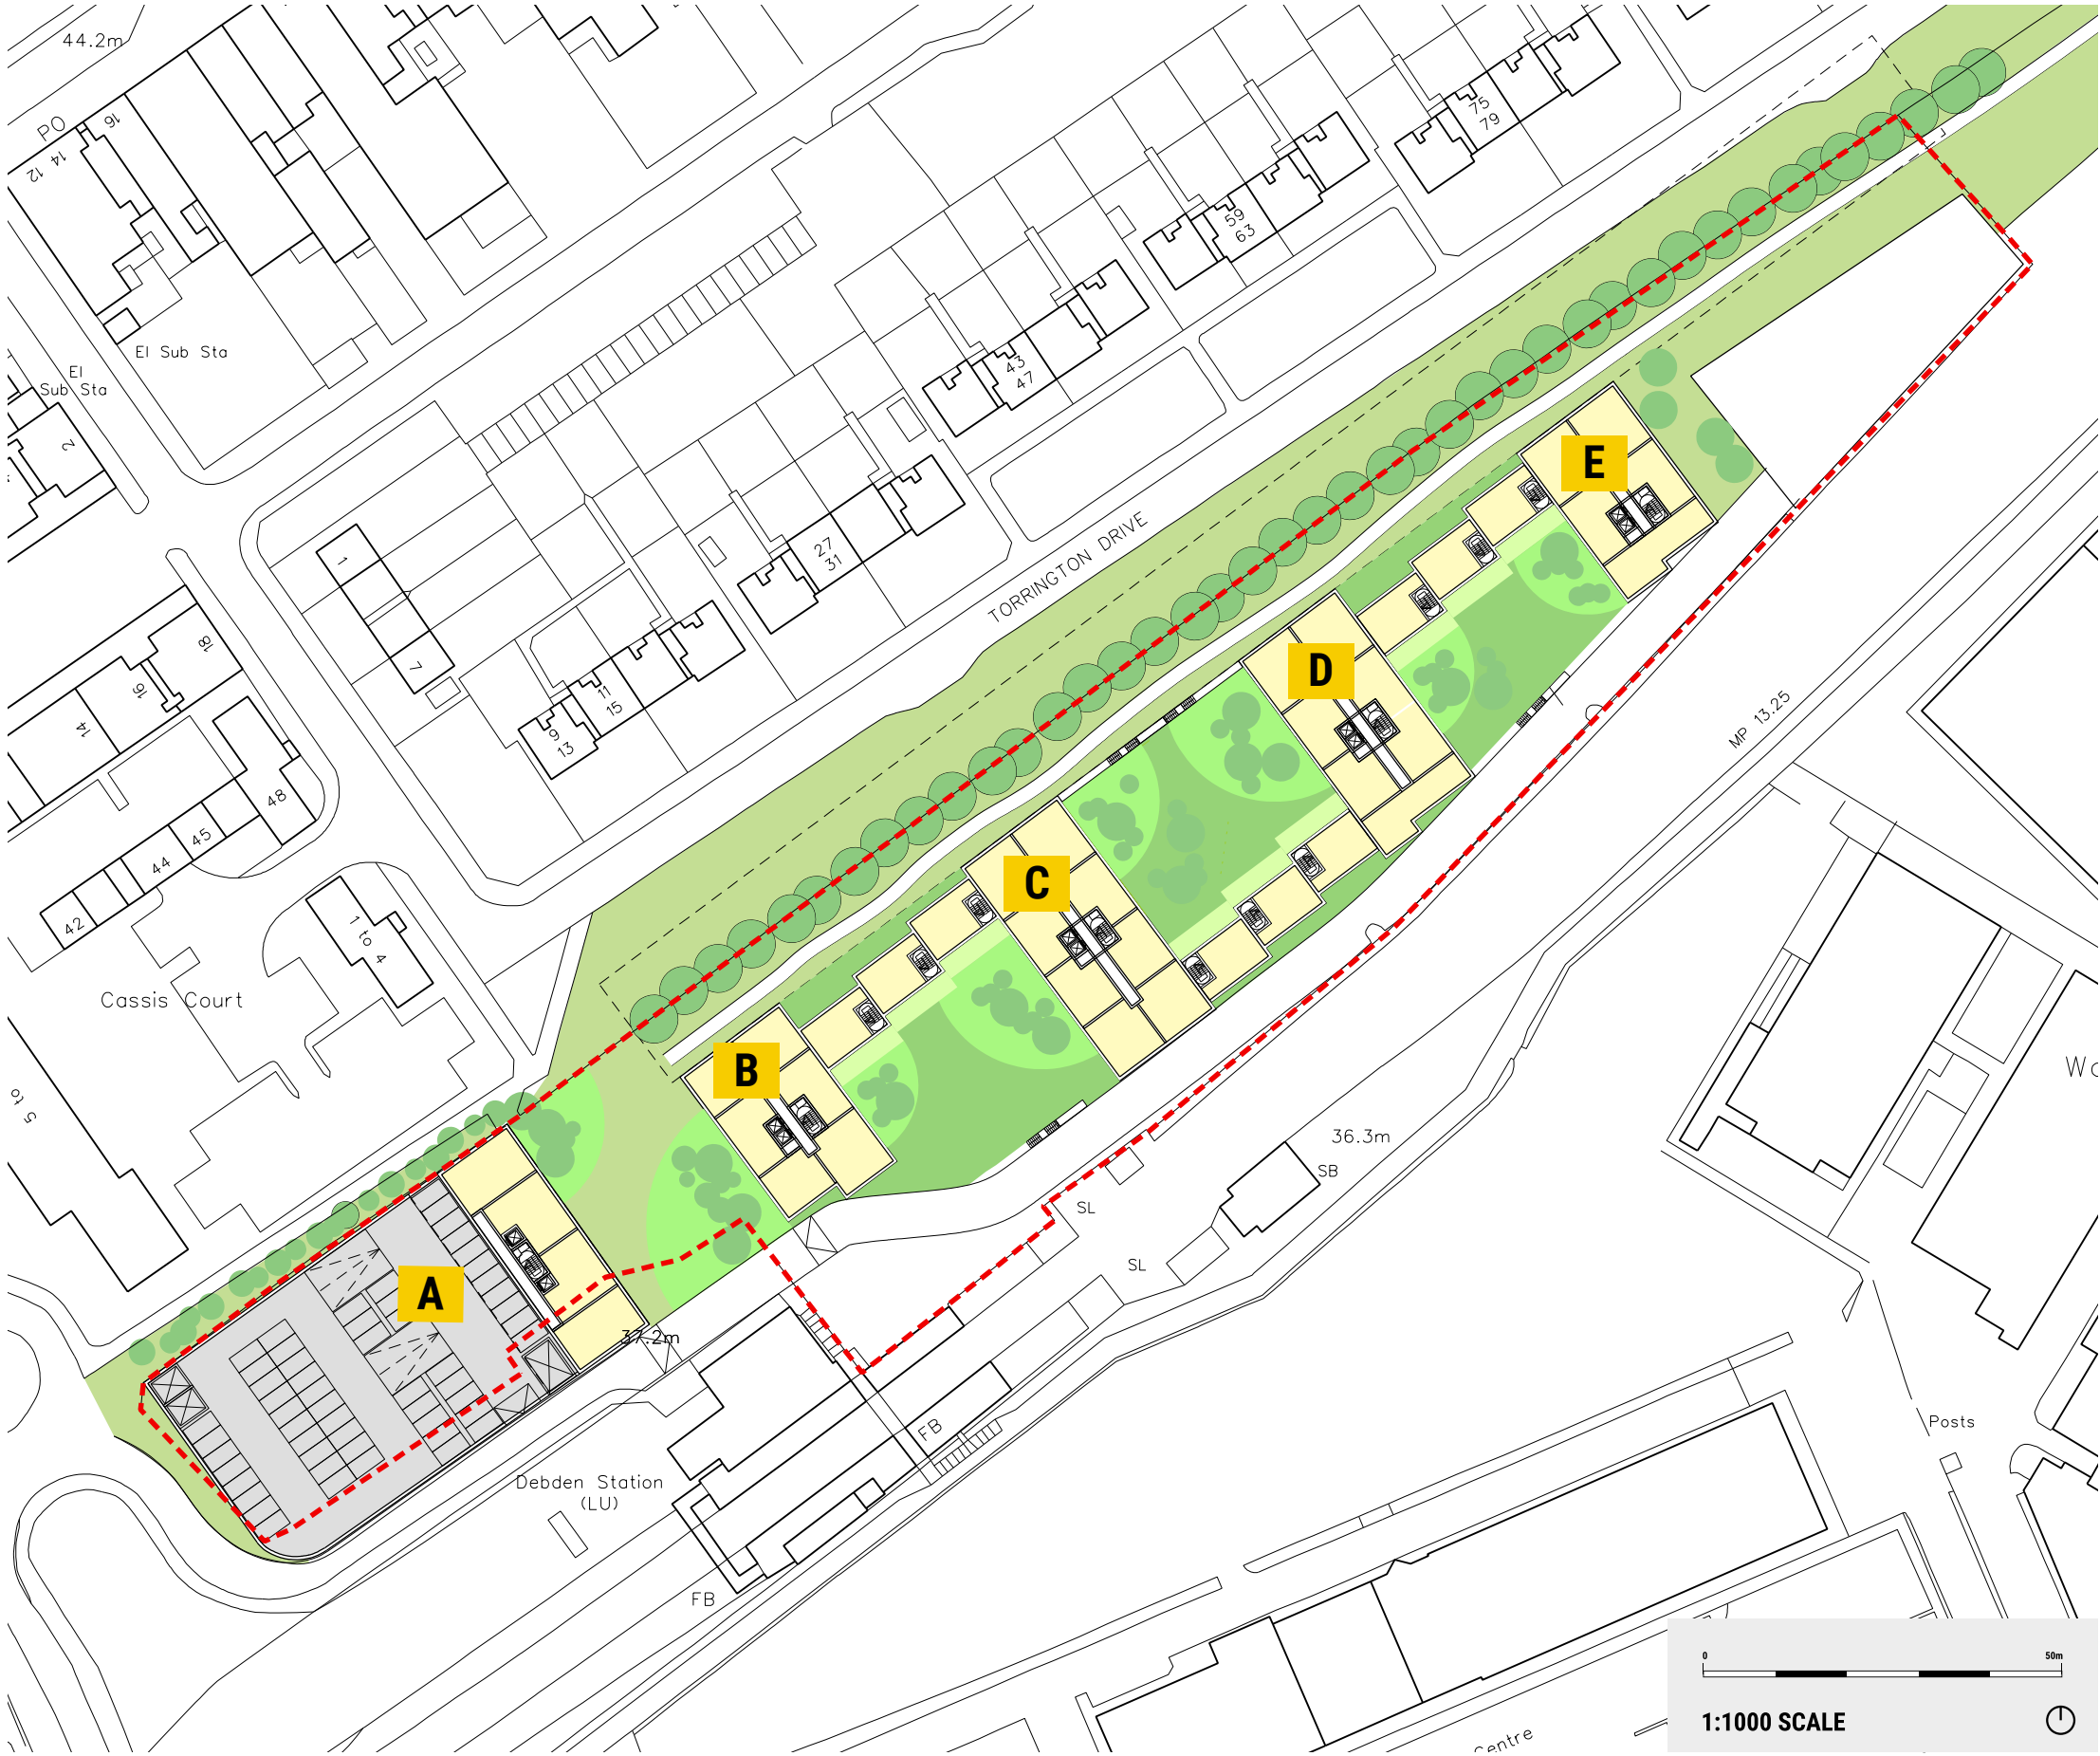 44.2m
PO
16
14
12
El Sub Sta
El
Sub Sta
2
75
79
59
63
43
47
27
31
11
15
9
13
1
7
TORRINGTON DRIVE
18
16
14
48
45
44
42
1 to 4
Cassis Court
5 to
E
D
C
B
A
MP 13.25
36.3m
SB
SL
SL
37.2m
FB
Debden Station
(LU)
FB
Posts
Centre
0
50m
1:1000 SCALE